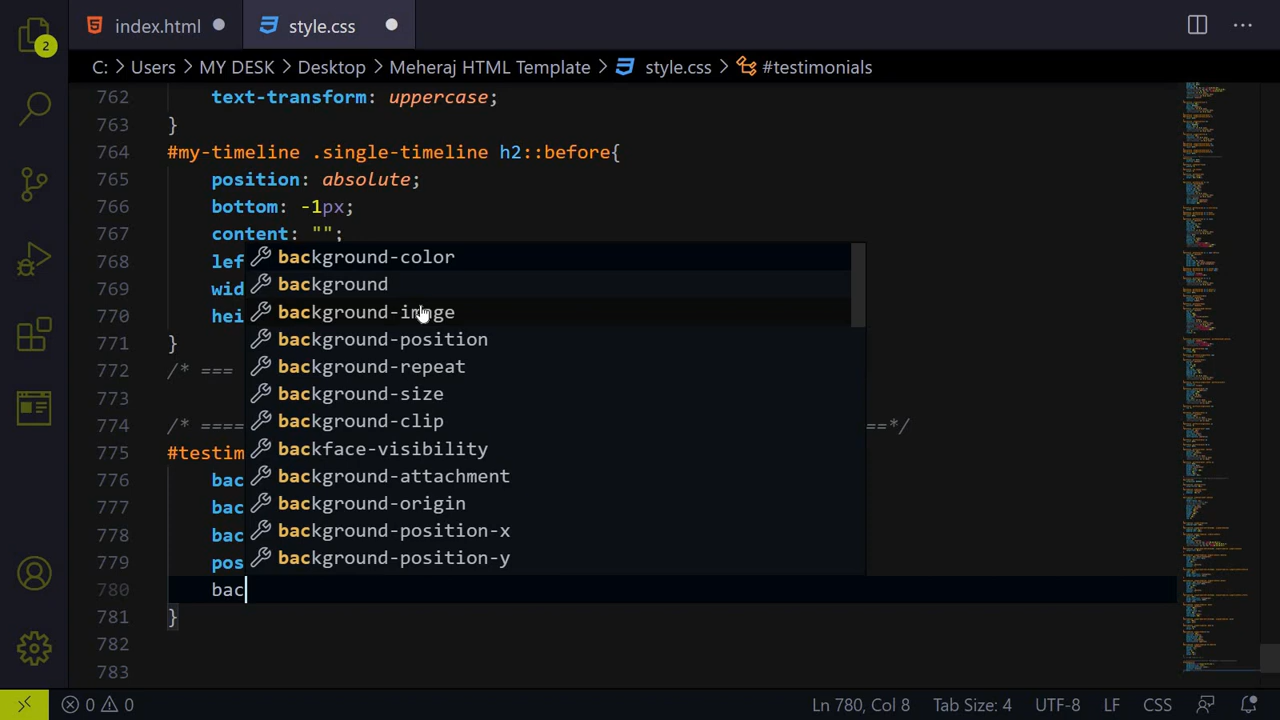 index.html
style.css
2
C: > Users > MY DESK > Desktop > Meheraj HTML Template > style.css > #testimonials
762 text-transform: uppercase;
763 }
764 #my-timeline .single-timeline h2::before{
765 position: absolute;
766 bottom: -1px;
767 content: "";
768 lef
769 wid
770 hei
771 }
772 /* ===
773
774 /* ==== ==*/
775 #testim
776 bac
777 bac
778 bac
779 pos
780 bac
781 }
782
783
background-color
background
background-image
background-position
background-repeat
background-size
background-clip
backface-visibility
background-attachment
background-origin
background-position-x
background-position-y
0 0 Ln 780, Col 8 Tab Size: 4 UTF-8 LF CSS